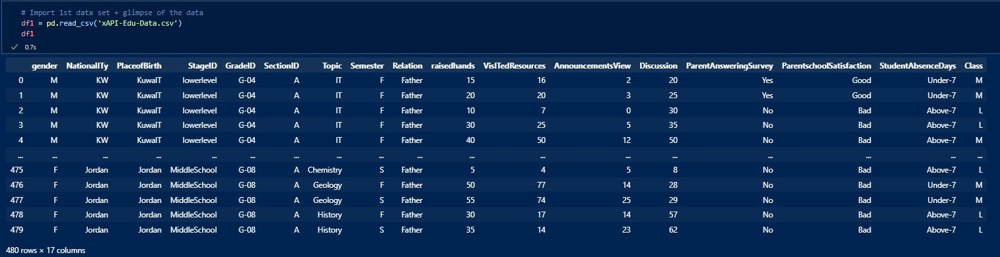 # Import 1st data set + glimpse of the data
df1 = pd.read_csv('xAPI-Edu-Data.csv')
df1
0.7s
gender NationalITy PlaceofBirth StageID GradeID SectionID Topic Semester Relation raisedhands VisITedResources AnnouncementsView Discussion ParentAnsweringSurvey ParentschoolSatisfaction StudentAbsenceDays Class
0 M KW KuwaIT lowerlevel G-04 A IT F Father 15 16 2 20 Yes Good Under-7 M
1 M KW KuwaIT lowerlevel G-04 A IT F Father 20 20 3 25 Yes Good Under-7 M
2 M KW KuwaIT lowerlevel G-04 A IT F Father 10 7 0 30 No Bad Above-7 L
3 M KW KuwaIT lowerlevel G-04 A IT F Father 30 25 5 35 No Bad Above-7 L
4 M KW KuwaIT lowerlevel G-04 A IT F Father 40 50 12 50 No Bad Above-7 M
... ... ... ... ... ... ... ... ... ... ... ... ... ... ... ... ... ...
475 F Jordan Jordan MiddleSchool G-08 A Chemistry S Father 5 4 5 8 No Bad Above-7 L
476 F Jordan Jordan MiddleSchool G-08 A Geology F Father 50 77 14 28 No Bad Under-7 M
477 F Jordan Jordan MiddleSchool G-08 A Geology S Father 55 74 25 29 No Bad Under-7 M
478 F Jordan Jordan MiddleSchool G-08 A History F Father 30 17 14 57 No Bad Above-7 L
479 F Jordan Jordan MiddleSchool G-08 A History S Father 35 14 23 62 No Bad Above-7 L
480 rows × 17 columns